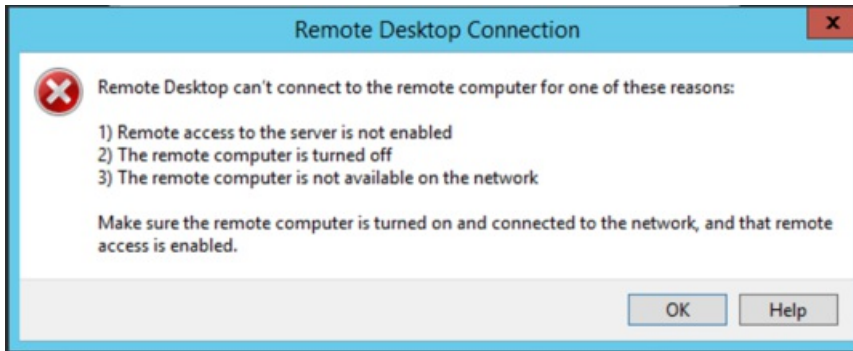 Remote Desktop Connection
x
Remote Desktop can't connect to the remote computer for one of these reasons:
1) Remote access to the server is not enabled
2) The remote computer is turned off
3) The remote computer is not available on the network
Make sure the remote computer is turned on and connected to the network, and that remote
access is enabled.
OK
Help